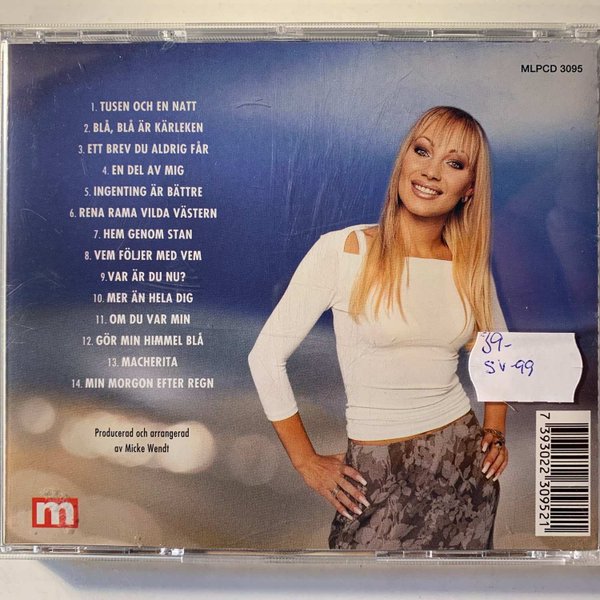 MLPCD 3095
1. TUSEN OCH EN NATT
2. BLÅ, BLÅ ÄR KÄRLEKEN
3. ETT BREV DU ALDRIG FÅR
4. EN DEL AV MIG
5. INGENTING ÄR BÄTTRE
6. RENA RAMA VILDA VÄSTERN
7. HEM GENOM STAN
8. VEM FÖLJER MED VEM
9. VAR ÄR DU NU?
10. MER ÄN HELA DIG
11. OM DU VAR MIN
12. GÖR MIN HIMMEL BLÅ
13. MACHERITA
14. MIN MORGON EFTER REGN
Producerad och arrangerad
av Micke Wendt
m
39-
SV-99
7 393022 309521